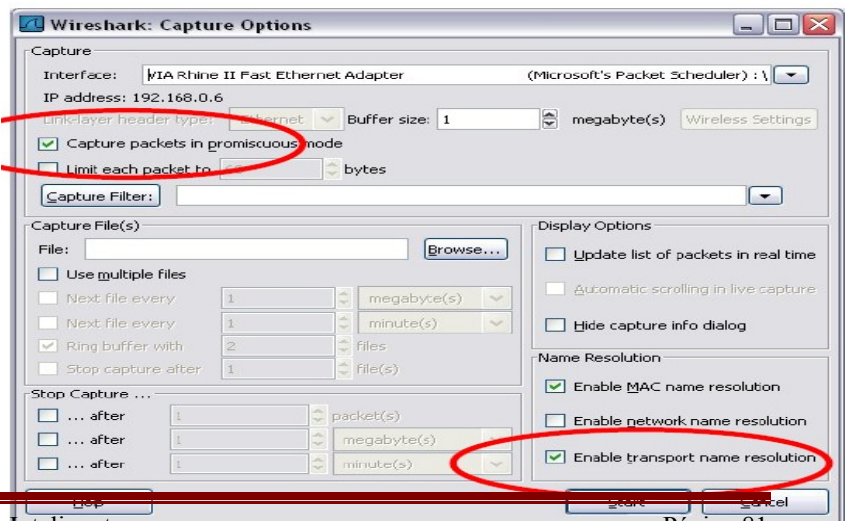 Wireshark: Capture Options
Capture
Interface: VIA Rhine II Fast Ethernet Adapter (Microsoft's Packet Scheduler) : \
IP address: 192.168.0.6
Link-layer header type: Ethernet Buffer size: 1 megabyte(s) Wireless Settings
Capture packets in promiscuous mode
Limit each packet to bytes
Capture Filter:
Capture File(s)
File: Browse...
Use multiple files
Next file every 1 megabyte(s)
Next file every 1 minute(s)
Ring buffer with 2 files
Stop capture after 1 file(s)
Stop Capture ...
... after 1 packet(s)
... after 1 megabyte(s)
... after 1 minute(s)
Display Options
Update list of packets in real time
Automatic scrolling in live capture
Hide capture info dialog
Name Resolution
Enable MAC name resolution
Enable network name resolution
Enable transport name resolution
Start Cancel